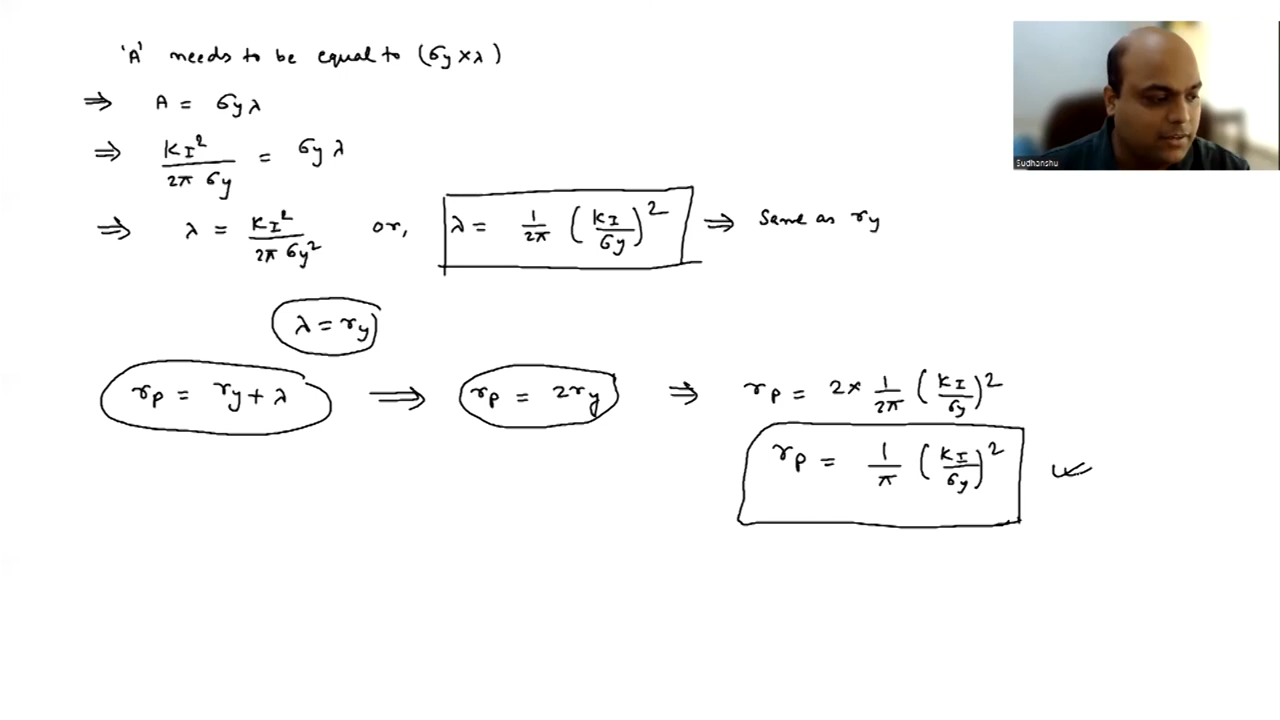 'A' needs to be equal to (σy × λ)
⇒ A = σy λ
⇒ KI² / 2π σy = σy λ
⇒ λ = KI² / 2π σy² or, λ = 1/2π (KI/σy)² ⇒ Same as ry
λ = ry
rp = ry + λ ⇒ rp = 2ry ⇒ rp = 2 × 1/2π (KI/σy)²
rp = 1/π (KI/σy)²
Sudhanshu